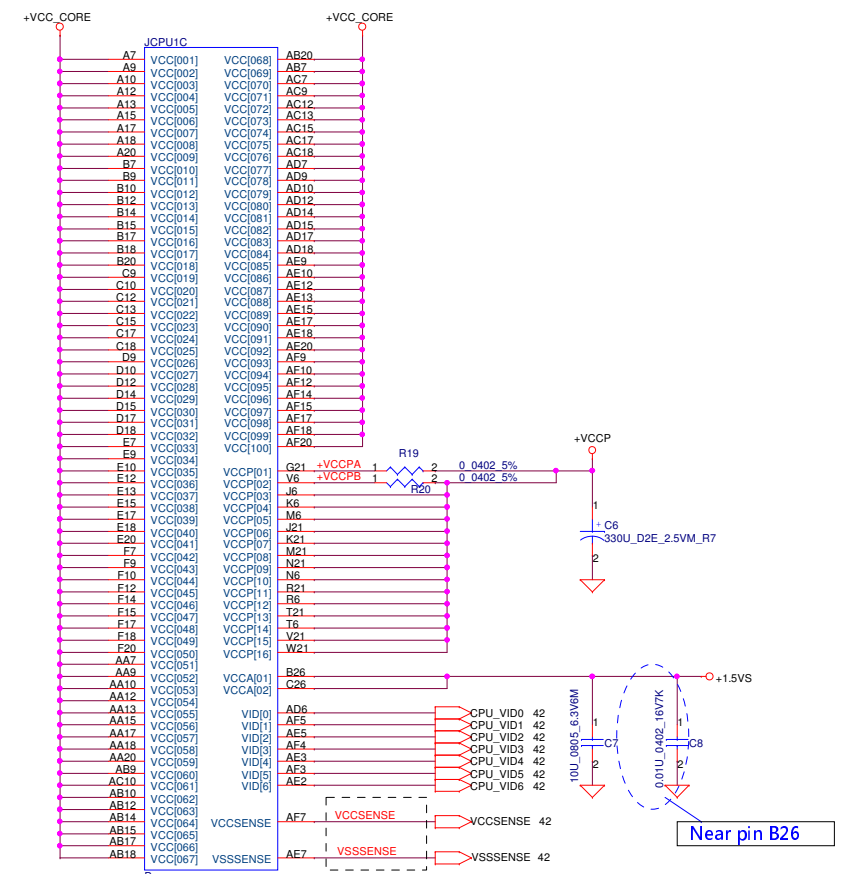 +VCC_CORE +VCC_CORE
JCPU1C
A7 VCC[001] VCC[068] AB20
A9 VCC[002] VCC[069] AB7
A10 VCC[003] VCC[070] AC7
A12 VCC[004] VCC[071] AC9
A13 VCC[005] VCC[072] AC12
A15 VCC[006] VCC[073] AC13
A17 VCC[007] VCC[074] AC15
A18 VCC[008] VCC[075] AC17
A20 VCC[009] VCC[076] AC18
B7 VCC[010] VCC[077] AD7
B9 VCC[011] VCC[078] AD9
B10 VCC[012] VCC[079] AD10
B12 VCC[013] VCC[080] AD12
B14 VCC[014] VCC[081] AD14
B15 VCC[015] VCC[082] AD15
B17 VCC[016] VCC[083] AD17
B18 VCC[017] VCC[084] AD18
B20 VCC[018] VCC[085] AE9
C9 VCC[019] VCC[086] AE10
C10 VCC[020] VCC[087] AE12
C12 VCC[021] VCC[088] AE13
C13 VCC[022] VCC[089] AE15
C15 VCC[023] VCC[090] AE17
C17 VCC[024] VCC[091] AE18
C18 VCC[025] VCC[092] AE20
D9 VCC[026] VCC[093] AF9
D10 VCC[027] VCC[094] AF10
D12 VCC[028] VCC[095] AF12
D14 VCC[029] VCC[096] AF14
D15 VCC[030] VCC[097] AF15
D17 VCC[031] VCC[098] AF17
D18 VCC[032] VCC[099] AF18
E7 VCC[033] VCC[100] AF20
E9 VCC[034]
E10 VCC[035] VCCP[01] G21 +VCCPA 1 R19 2 0_0402_5% +VCCP
E12 VCC[036] VCCP[02] V6 +VCCPB 1 R20 2 0_0402_5%
E13 VCC[037] VCCP[03] J6
E15 VCC[038] VCCP[04] K6
E17 VCC[039] VCCP[05] M6
E18 VCC[040] VCCP[06] J21
E20 VCC[041] VCCP[07] K21
F7 VCC[042] VCCP[08] M21
F9 VCC[043] VCCP[09] N21
F10 VCC[044] VCCP[10] N6
F12 VCC[045] VCCP[11] R21
F14 VCC[046] VCCP[12] R6
F15 VCC[047] VCCP[13] T21
F17 VCC[048] VCCP[14] T6
F18 VCC[049] VCCP[15] V21
F20 VCC[050] VCCP[16] W21
AA7 VCC[051]
AA9 VCC[052] VCCA[01] B26
AA10 VCC[053] VCCA[02] C26
AA12 VCC[054]
AA13 VCC[055] VID[0] AD6 CPU_VID0 42
AA15 VCC[056] VID[1] AF5 CPU_VID1 42
AA17 VCC[057] VID[2] AE5 CPU_VID2 42
AA18 VCC[058] VID[3] AF4 CPU_VID3 42
AA20 VCC[059] VID[4] AE3 CPU_VID4 42
AB9 VCC[060] VID[5] AF3 CPU_VID5 42
AC10 VCC[061] VID[6] AE2 CPU_VID6 42
AB10 VCC[062]
AB12 VCC[063]
AB14 VCC[064] VCCSENSE AF7 VCCSENSE VCCSENSE 42
AB15 VCC[065]
AB17 VCC[066]
AB18 VCC[067] VSSSENSE AE7 VSSSENSE VSSSENSE 42
1
+ C6
330U_D2E_2.5VM_R7
2
+1.5VS
10U_0805_6.3V6M
1
C7
2
0.01U_0402_16V7K
1
C8
2
Near pin B26